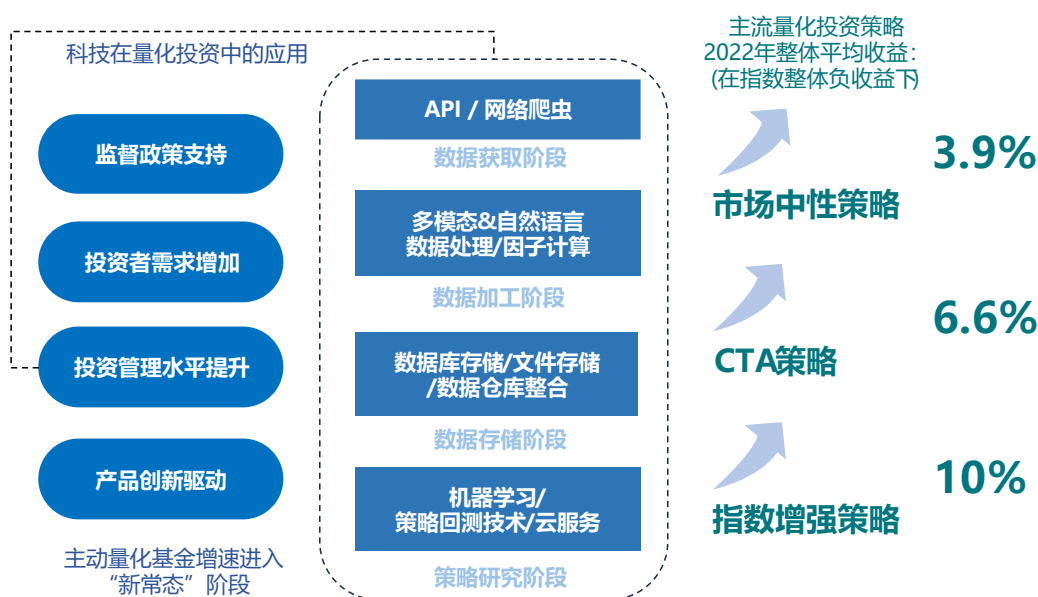 科技在量化投资中的应用
监督政策支持
投资者需求增加
投资管理水平提升
产品创新驱动
主动量化基金增速进入
“新常态”阶段
API / 网络爬虫
数据获取阶段
多模态&自然语言
数据处理/因子计算
数据加工阶段
数据库存储/文件存储
/数据仓库整合
数据存储阶段
机器学习/
策略回测技术/云服务
策略研究阶段
主流量化投资策略
2022年整体平均收益：
(在指数整体负收益下)
3.9%
市场中性策略
6.6%
CTA策略
10%
指数增强策略